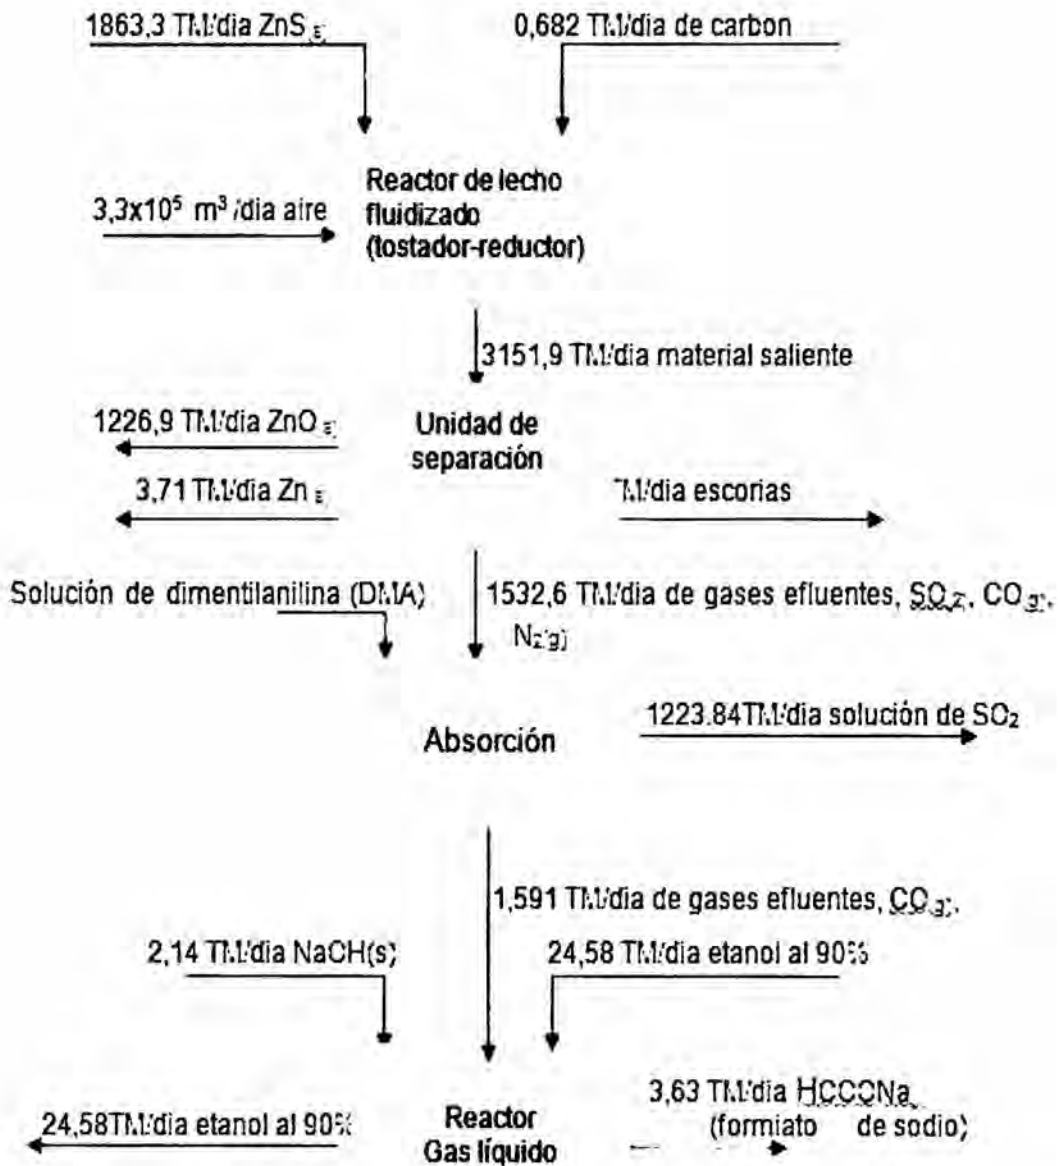 1863,3 TM/dia ZnS
0,682 TM/dia de carbon
Reactor de lecho
fluidizado
(tostador-reductor)
3,3x10⁵ m³ /dia aire
3151,9 TM/dia material saliente
1226,9 TM/dia ZnO
Unidad de
separación
3,71 TM/dia Zn
TM/dia escorias
Solución de dimentilanilina (DMA)
1532,6 TM/dia de gases efluentes, SO₂, CO(g),
N₂(g)
1223.84TM/dia solución de SO₂
Absorción
1,591 TM/dia de gases efluentes, CO(g),
2,14 TM/dia NaCH(s)
24,58 TM/dia etanol al 90%
3,63 TM/dia HCOONa
(formiato de sodio)
24,58TM/dia etanol al 90%
Reactor
Gas líquido